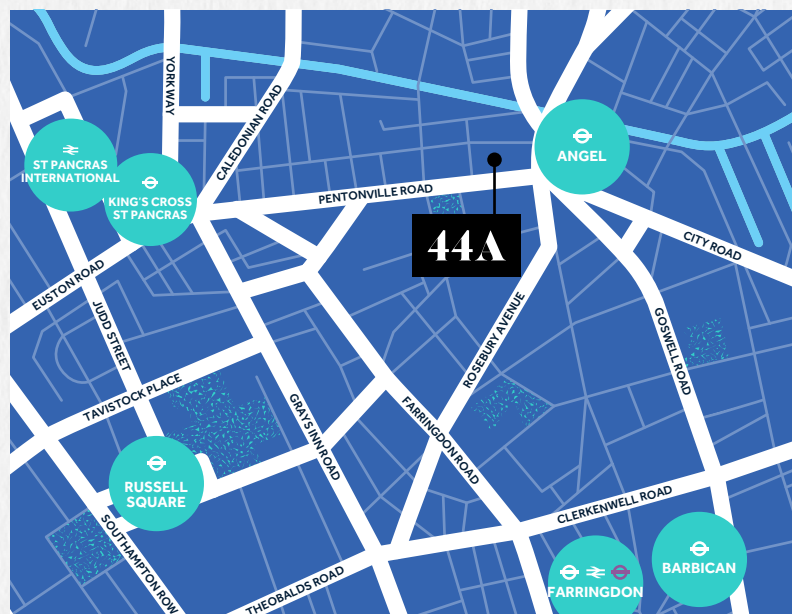 YORK WAY
CALEDONIAN ROAD
ST PANCRAS
INTERNATIONAL
KING'S CROSS
ST PANCRAS
ANGEL
PENTONVILLE ROAD
44A
CITY ROAD
EUSTON ROAD
JUDD STREET
ROSEBURY AVENUE
GOSWELL ROAD
TAVISTOCK PLACE
GRAYS INN ROAD
FARRINGDON ROAD
RUSSELL
SQUARE
CLERKENWELL ROAD
SOUTHAMPTON ROW
THEOBALDS ROAD
FARRINGDON
BARBICAN